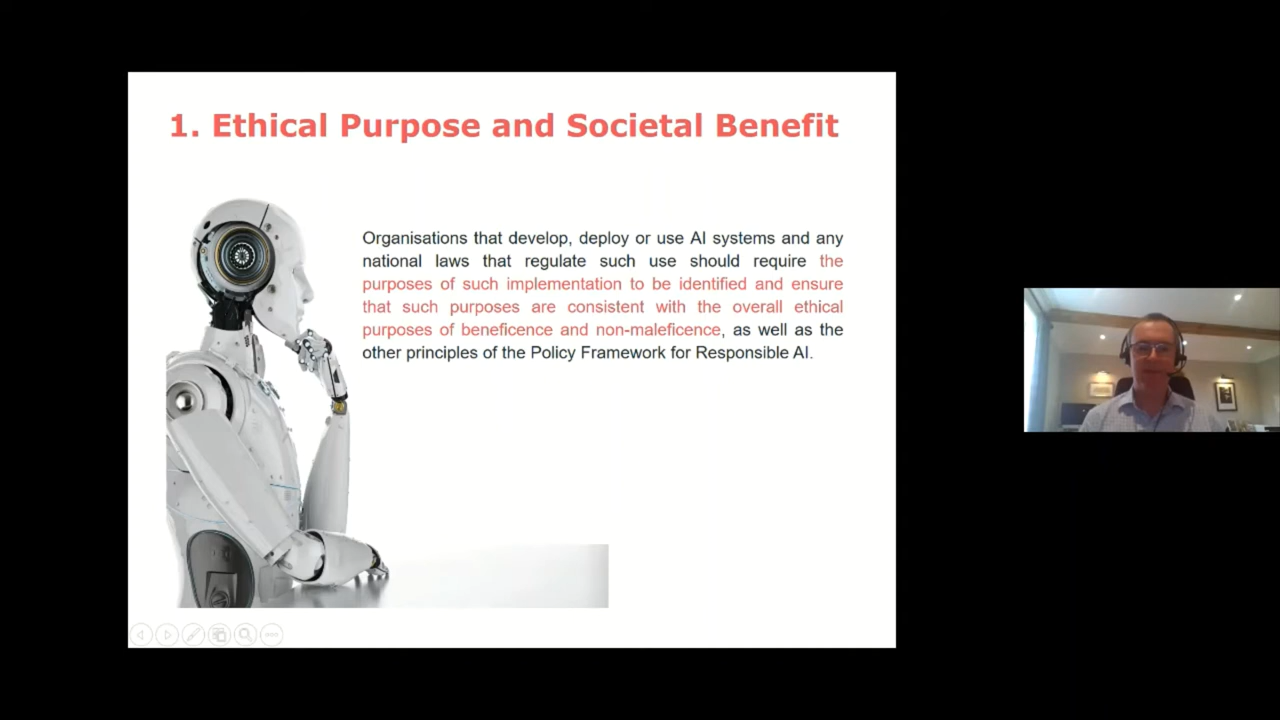 1. Ethical Purpose and Societal Benefit
Organisations that develop, deploy or use AI systems and any
national laws that regulate such use should require the
purposes of such implementation to be identified and ensure
that such purposes are consistent with the overall ethical
purposes of beneficence and non-maleficence, as well as the
other principles of the Policy Framework for Responsible AI.